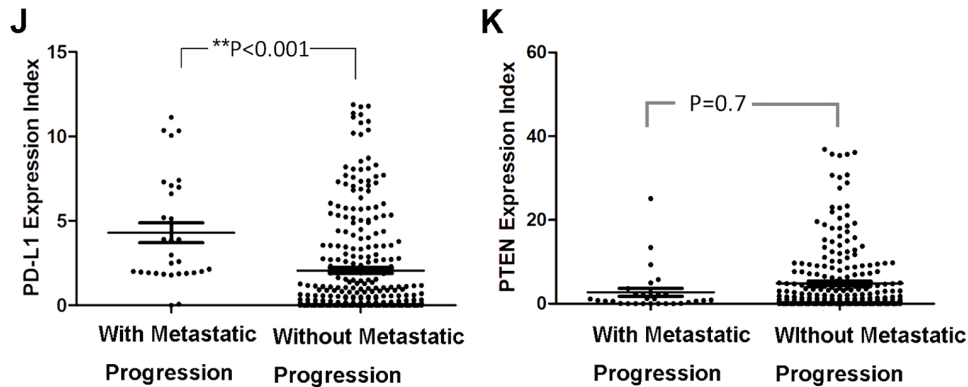 J
PD-L1 Expression Index
15
10
5
0
**P<0.001
With Metastatic
Progression
Without Metastatic
Progression
K
PTEN Expression Index
60
40
20
0
P=0.7
With Metastatic
Progression
WIthout Metastatic
Progression